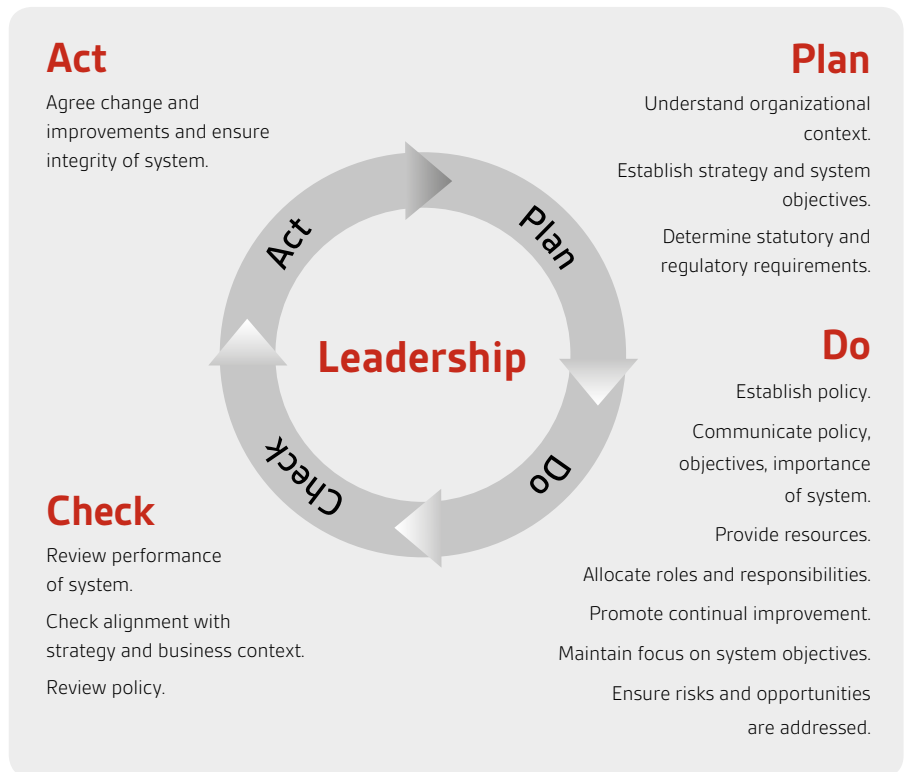 Act
Agree change and
improvements and ensure
integrity of system.
Plan
Understand organizational
context.
Establish strategy and system
objectives.
Determine statutory and
regulatory requirements.
Act
Plan
Leadership
Check
Do
Do
Establish policy.
Communicate policy,
objectives, importance
of system.
Provide resources.
Allocate roles and responsibilities.
Promote continual improvement.
Maintain focus on system objectives.
Ensure risks and opportunities
are addressed.
Check
Review performance
of system.
Check alignment with
strategy and business context.
Review policy.